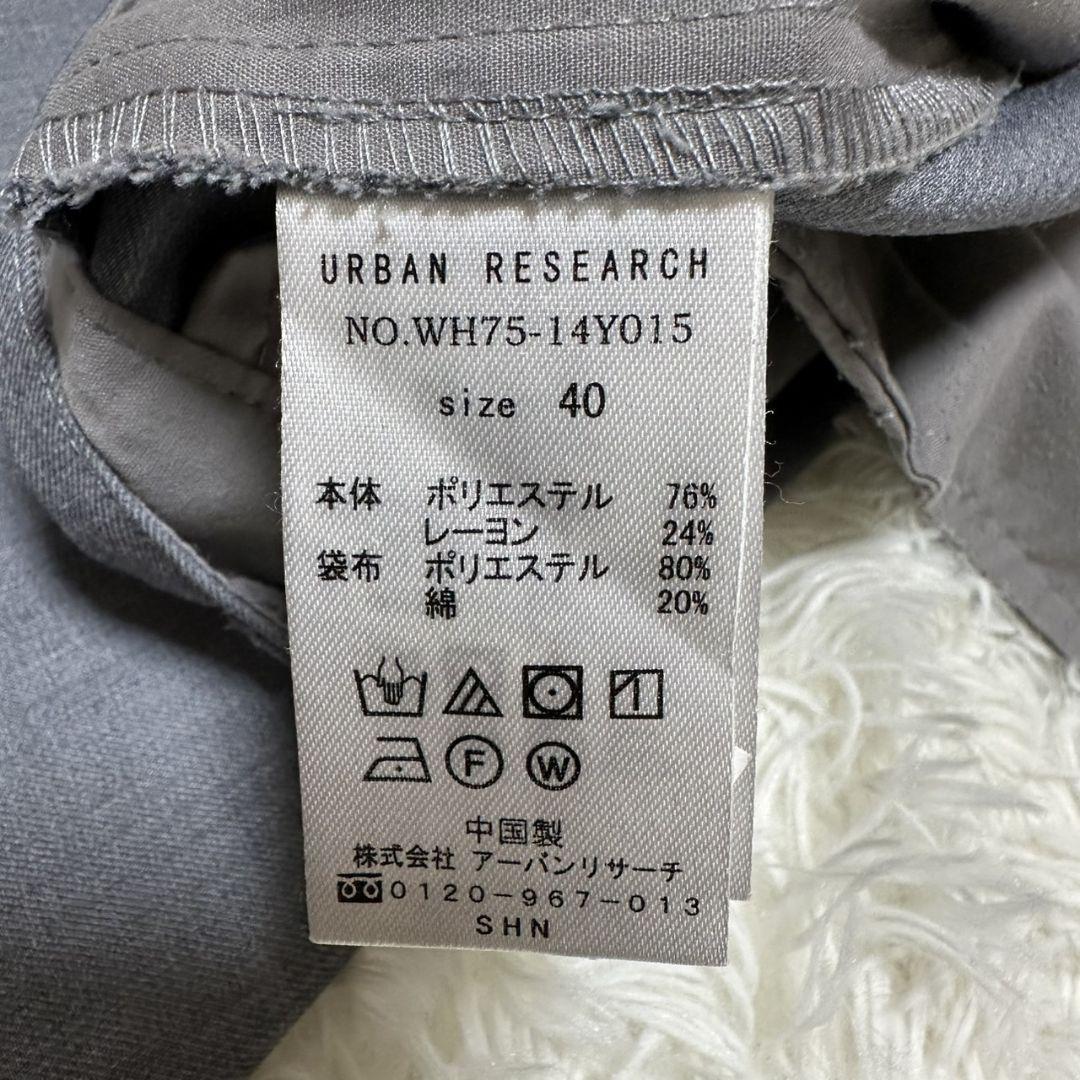 URBAN RESEARCH
NO.WH75-14Y015
size 40
本体 ポリエステル 76%
レーヨン 24%
袋布 ポリエステル 80%
綿 20%
F W
中国製
株式会社 アーバンリサーチ
0120-967-013
SHN